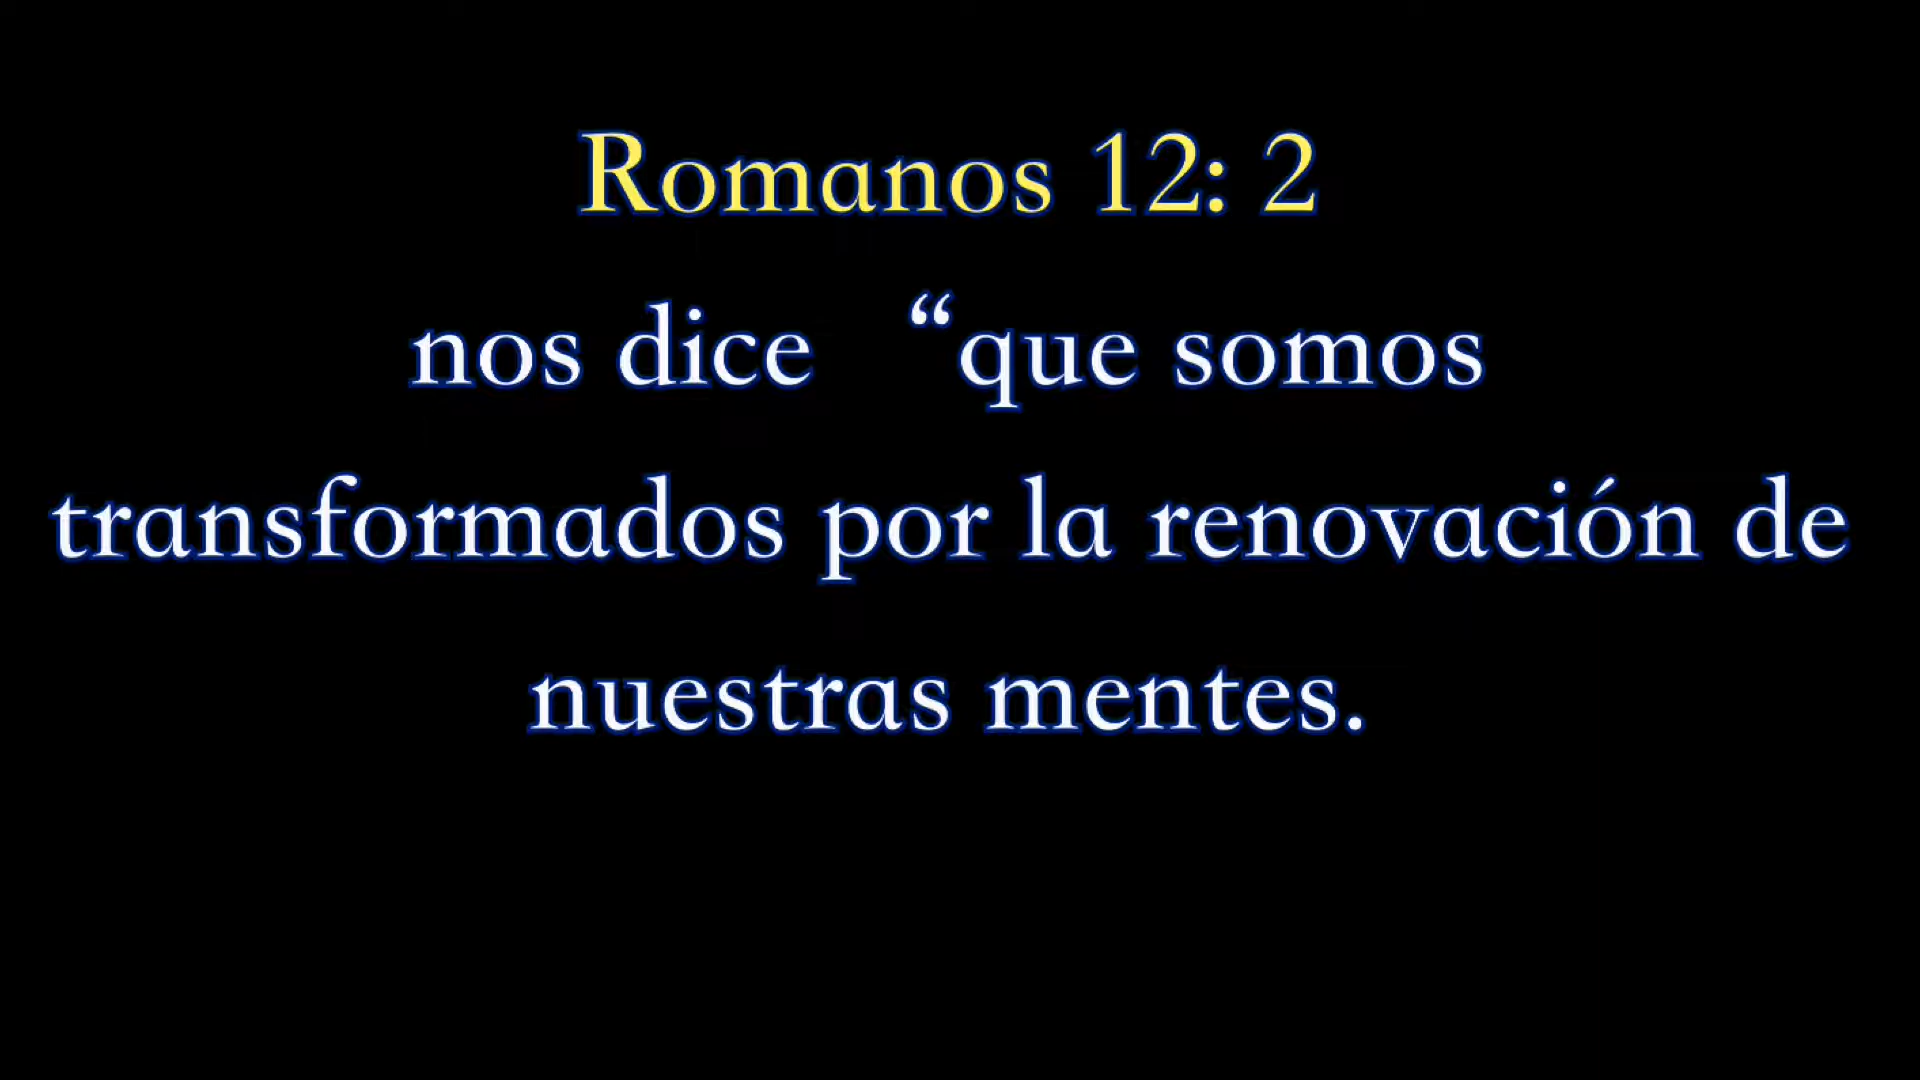 Romanos 12: 2
nos dice “que somos
transformados por la renovación de
nuestras mentes.